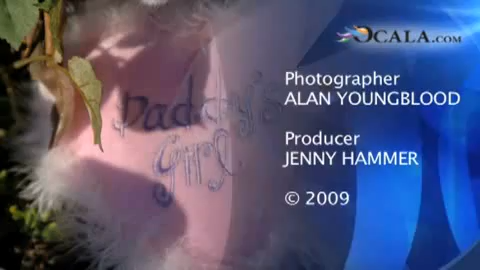 OCALA.COM
Photographer
ALAN YOUNGBLOOD
Producer
JENNY HAMMER
© 2009
Daddy's
girl